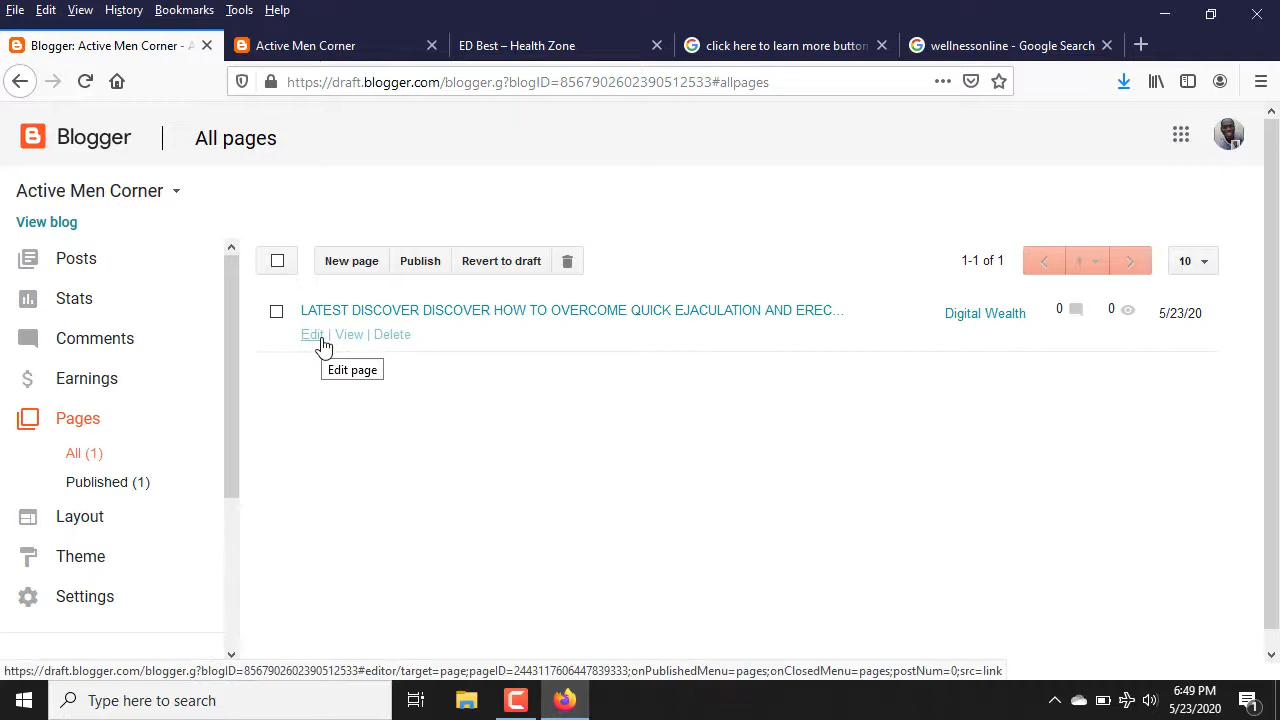 File Edit View History Bookmarks Tools Help
Blogger: Active Men Corner - A
Active Men Corner
ED Best – Health Zone
click here to learn more button
wellnessonline - Google Search
https://draft.blogger.com/blogger.g?blogID=8567902602390512533#allpages
Blogger
All pages
Active Men Corner
View blog
Posts
Stats
Comments
Earnings
Pages
All (1)
Published (1)
Layout
Theme
Settings
New page
Publish
Revert to draft
1-1 of 1
1
10
LATEST DISCOVER DISCOVER HOW TO OVERCOME QUICK EJACULATION AND EREC...
Edit | View | Delete
Digital Wealth
0
0
5/23/20
Edit page
https://draft.blogger.com/blogger.g?blogID=8567902602390512533#editor/target=page;pageID=2443117606447839333;onPublishedMenu=pages;onClosedMenu=pages;postNum=0;src=link
Type here to search
6:49 PM
5/23/2020
1